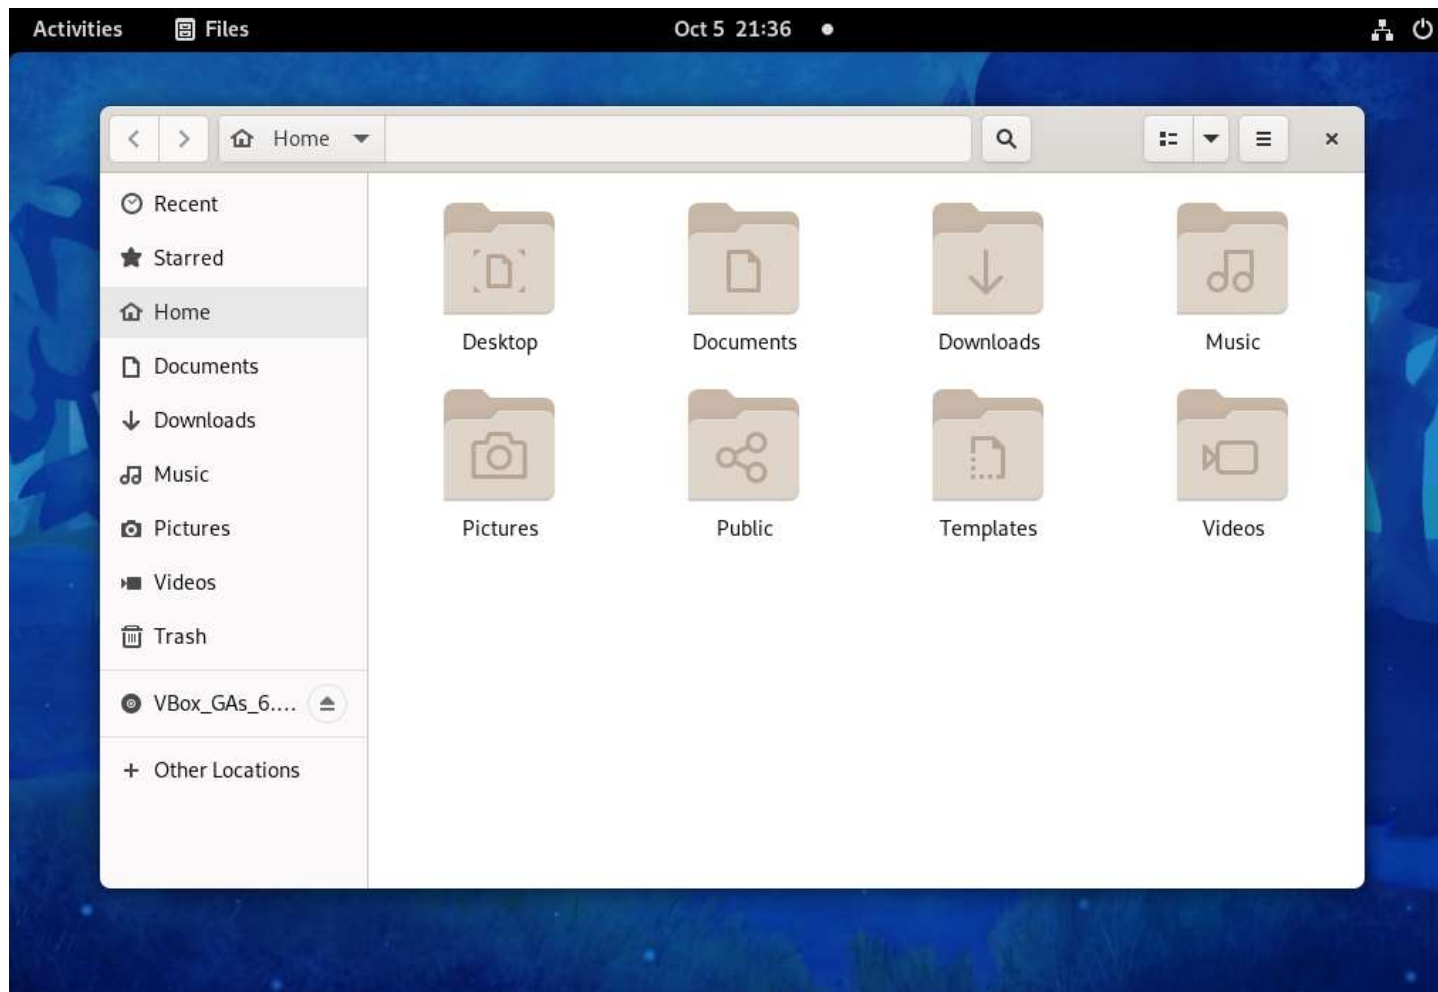 Activities Files Oct 5 21:36
Home
Recent
Starred
Home
Documents
Downloads
Music
Pictures
Videos
Trash
VBox_GAs_6....
Other Locations
Desktop Documents Downloads Music
Pictures Public Templates Videos